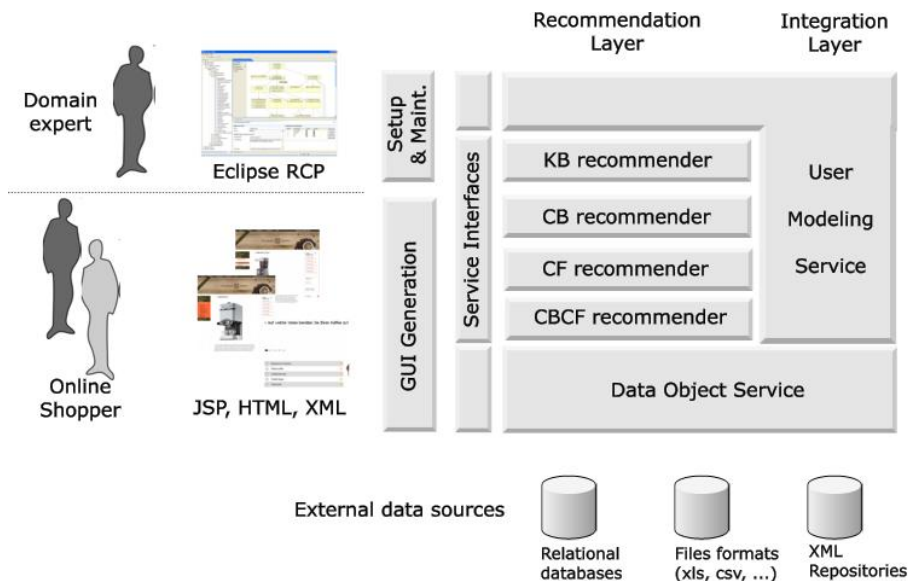 Recommendation
Layer
Integration
Layer
Domain
expert
Eclipse RCP
Setup
& Maint.
KB recommender
User
CB recommender
Modeling
CF recommender
Service
CBCF recommender
Service Interfaces
GUI Generation
Online
Shopper
JSP, HTML, XML
Data Object Service
External data sources
Relational
databases
Files formats
(xls, csv, ...)
XML
Repositories